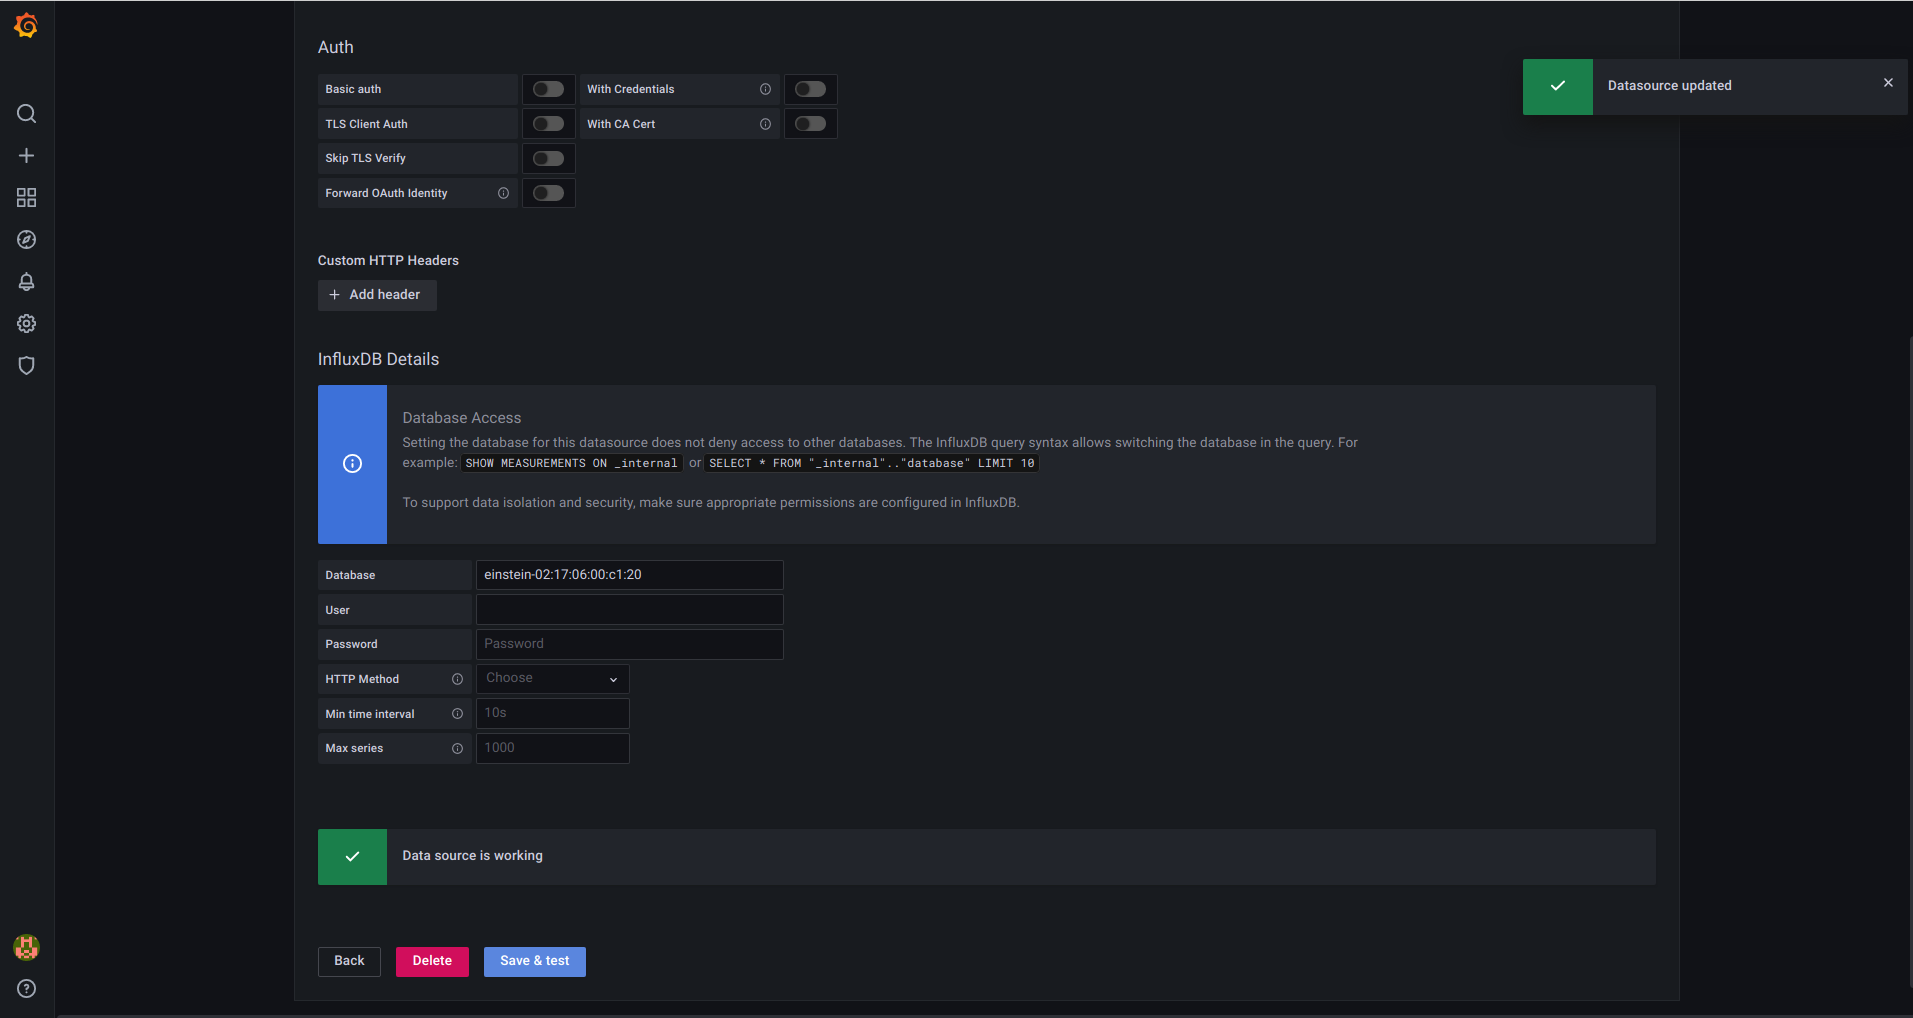 Auth
Datasource updated
Basic auth
With Credentials
TLS Client Auth
With CA Cert
Skip TLS Verify
Forward OAuth Identity
Custom HTTP Headers
Add header
InfluxDB Details
Database Access
Setting the database for this datasource does not deny access to other databases. The InfluxDB query syntax allows switching the database in the query. For
example: SHOW MEASUREMENTS ON _internal or SELECT * FROM "_internal".."database" LIMIT 10
To support data isolation and security, make sure appropriate permissions are configured in InfluxDB.
Database einstein-02:17:06:00:c1:20
User
Password Password
HTTP Method Choose
Min time interval 10s
Max series 1000
Data source is working
Back Delete Save & test